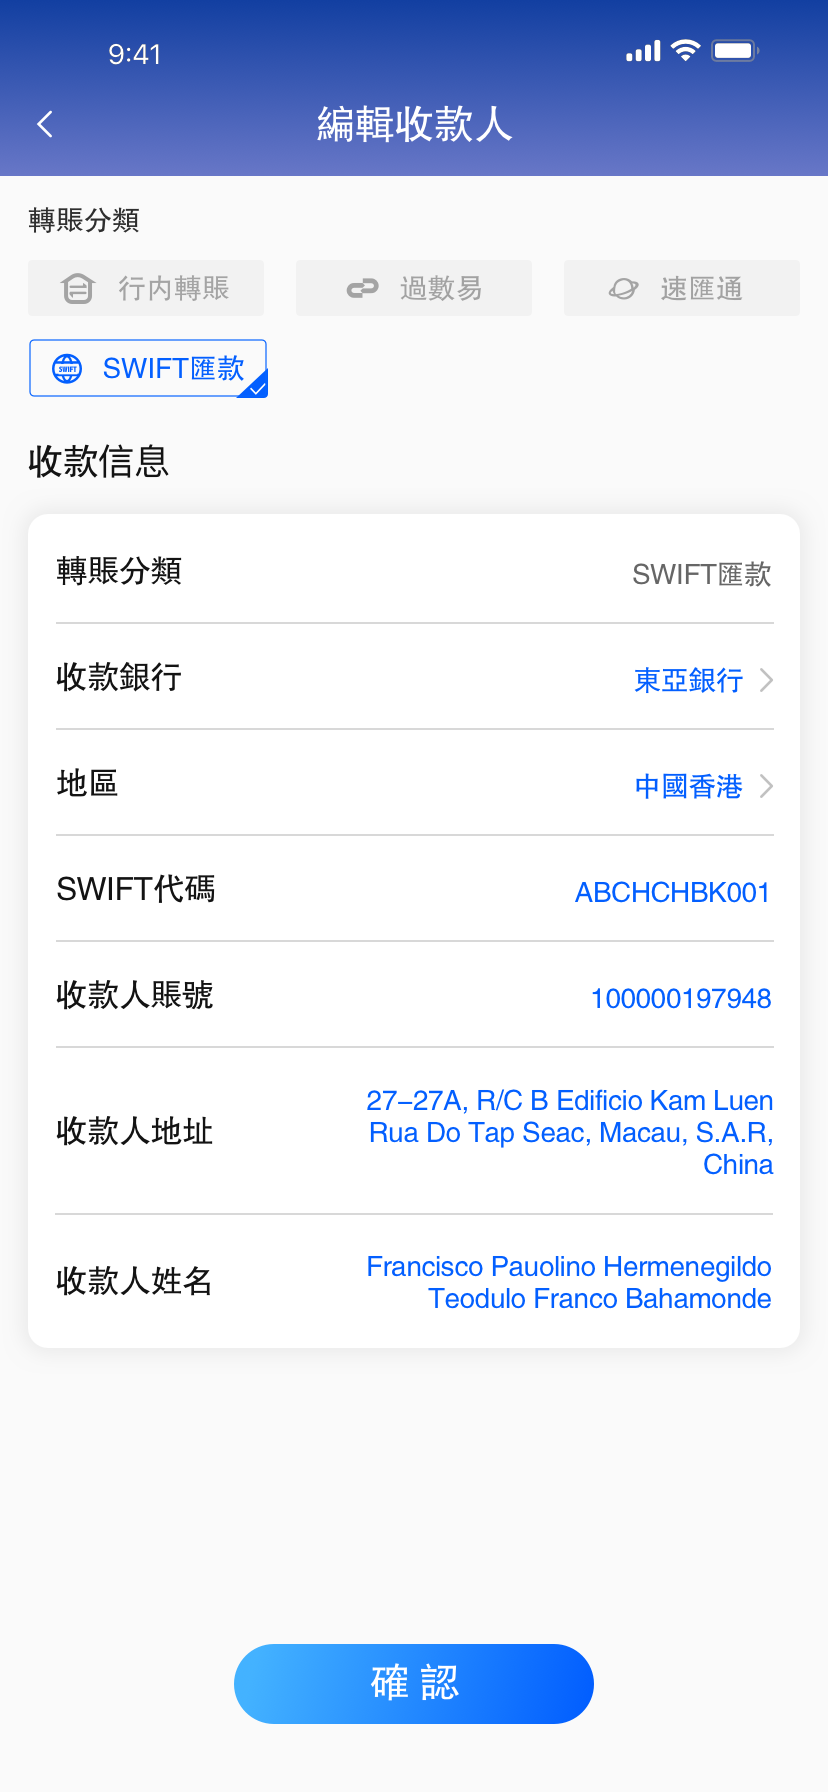 9:41
編輯收款人
轉賬分類
行内轉賬
過數易
速匯通
SWIFT
SWIFT匯款
收款信息
轉賬分類
SWIFT匯款
收款銀行
東亞銀行
地區
中國香港
SWIFT代碼
ABCHCHBK001
收款人賬號
100000197948
收款人地址
27–27A, R/C B Edificio Kam Luen
Rua Do Tap Seac, Macau, S.A.R,
China
收款人姓名
Francisco Pauolino Hermenegildo
Teodulo Franco Bahamonde
確 認